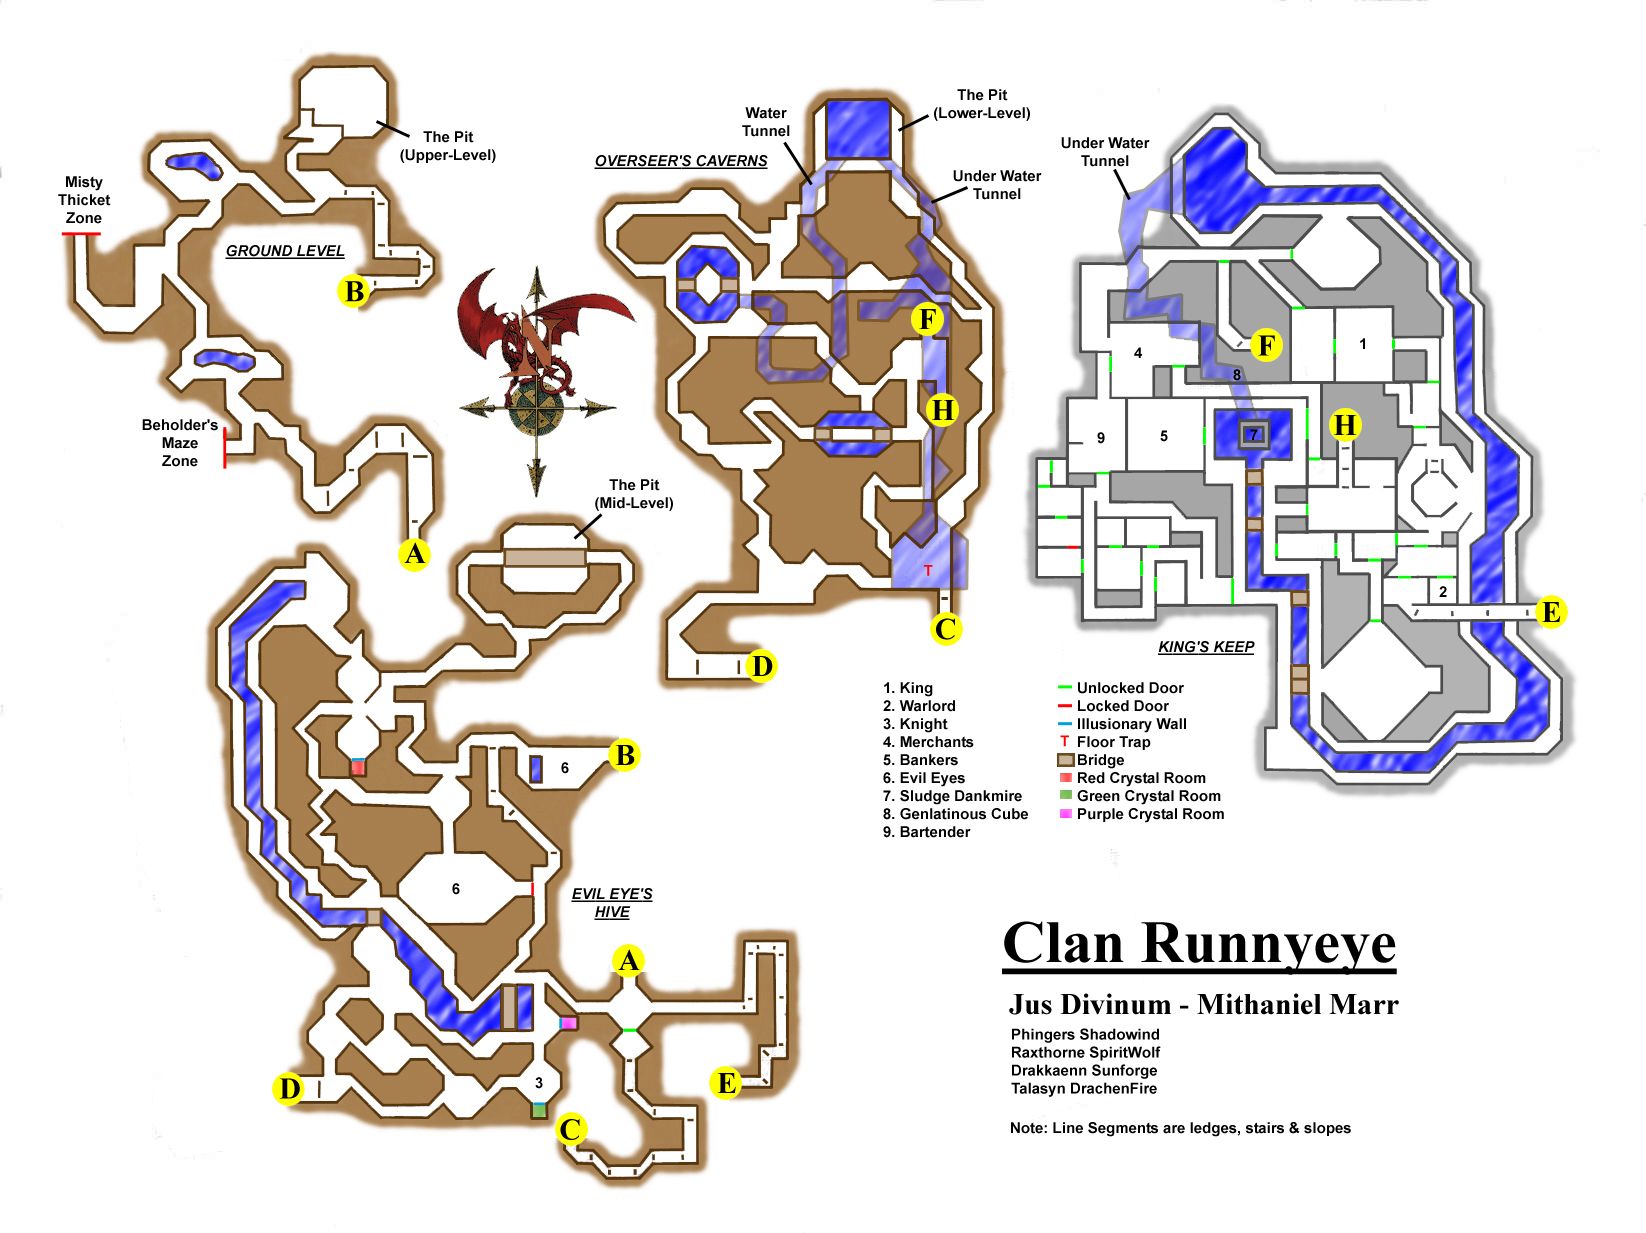 The Pit
(Upper-Level)
Misty
Thicket
Zone
GROUND LEVEL
B
Beholder's
Maze
Zone
A
N
OVERSEER'S CAVERNS
Water
Tunnel
The Pit
(Lower-Level)
Under Water
Tunnel
F
H
T
C
D
Under Water
Tunnel
4
F
1
8
H
9
5
7
2
E
KING'S KEEP
The Pit
(Mid-Level)
B
6
6
EVIL EYE'S
HIVE
A
D
3
E
C
1. King
2. Warlord
3. Knight
4. Merchants
5. Bankers
6. Evil Eyes
7. Sludge Dankmire
8. Genlatinous Cube
9. Bartender
Unlocked Door
Locked Door
Illusionary Wall
T Floor Trap
Bridge
Red Crystal Room
Green Crystal Room
Purple Crystal Room
Clan Runnyeye
Jus Divinum - Mithaniel Marr
Phingers Shadowind
Raxthorne SpiritWolf
Drakkaenn Sunforge
Talasyn DrachenFire
Note: Line Segments are ledges, stairs & slopes